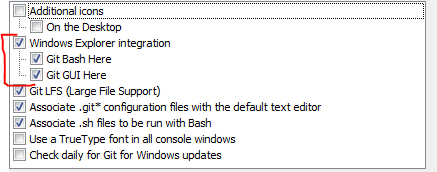 Additional icons
On the Desktop
Windows Explorer integration
Git Bash Here
Git GUI Here
Git LFS (Large File Support)
Associate .git* configuration files with the default text editor
Associate .sh files to be run with Bash
Use a TrueType font in all console windows
Check daily for Git for Windows updates